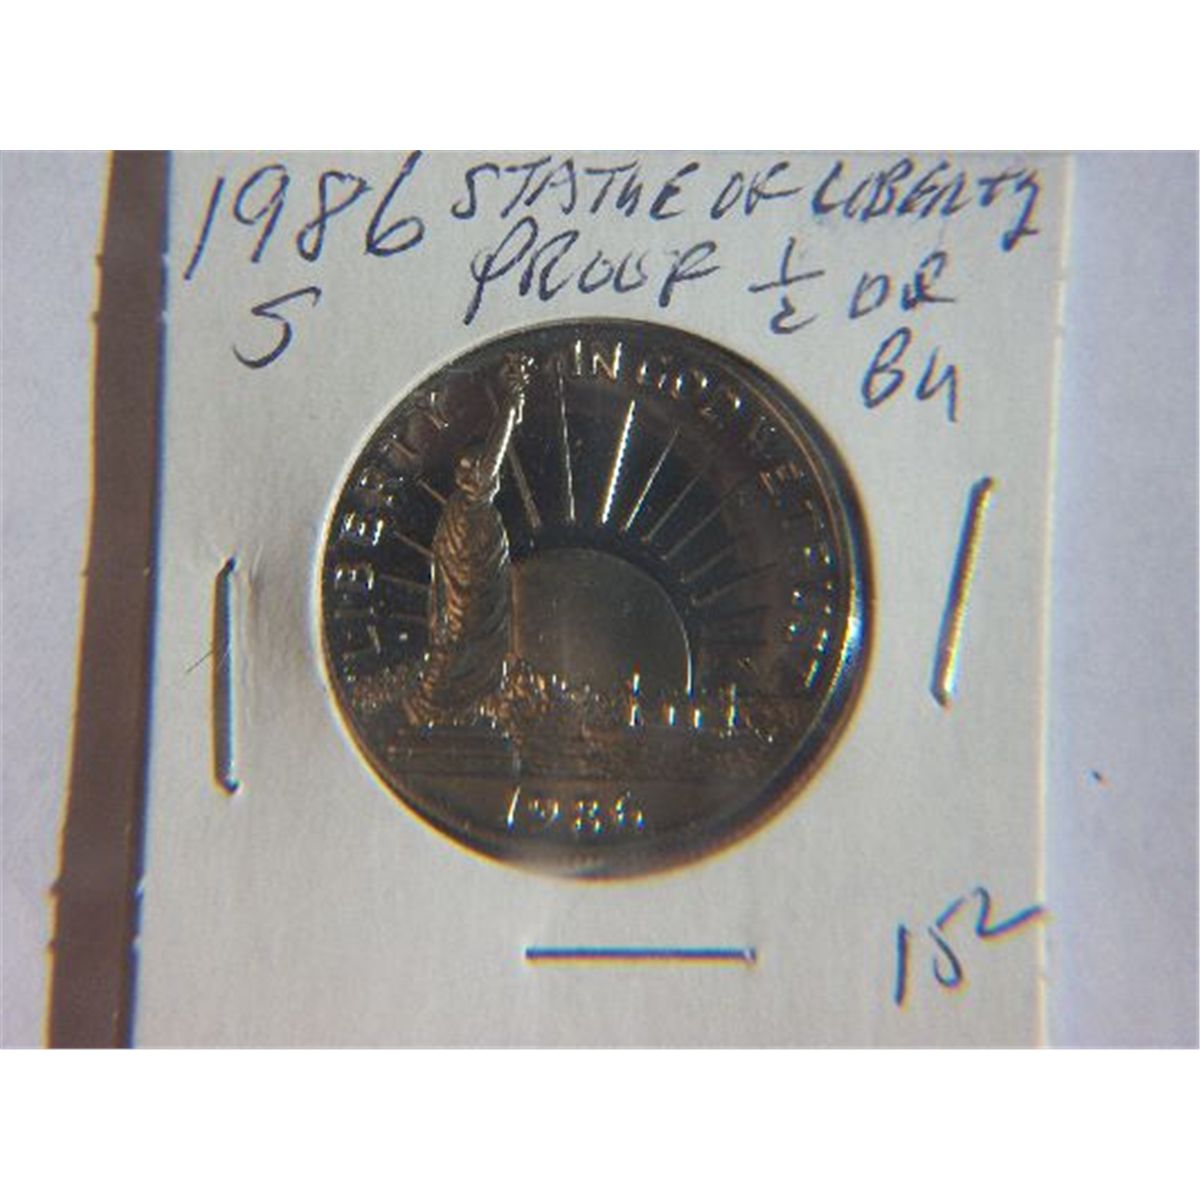 1986 STATUE OF LIBERTY
S PROOF 1/2 DR
BU
LIBERTY
IN GOD WE TRUST
1986
15